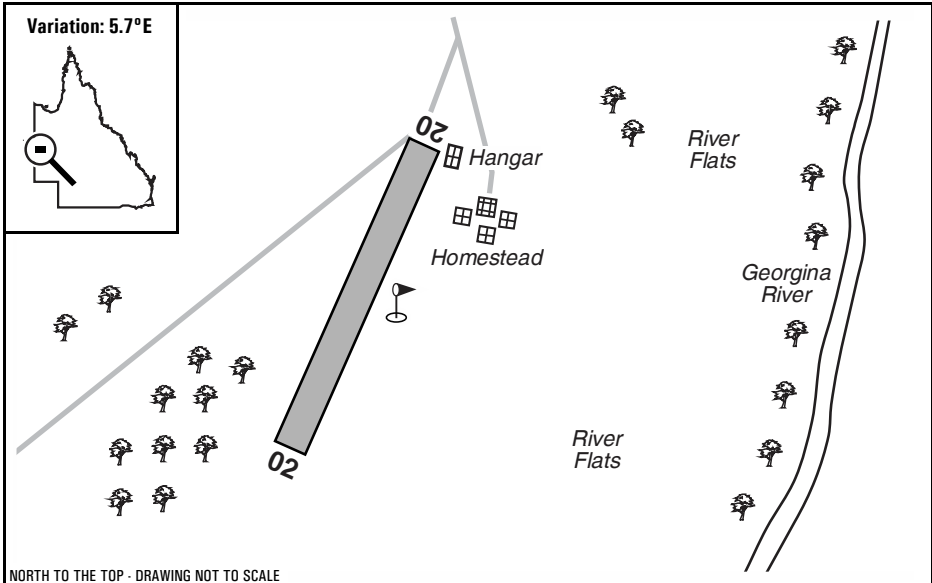 Variation: 5.7°E
20
Hangar
River
Flats
Homestead
Georgina
River
River
Flats
02
NORTH TO THE TOP - DRAWING NOT TO SCALE